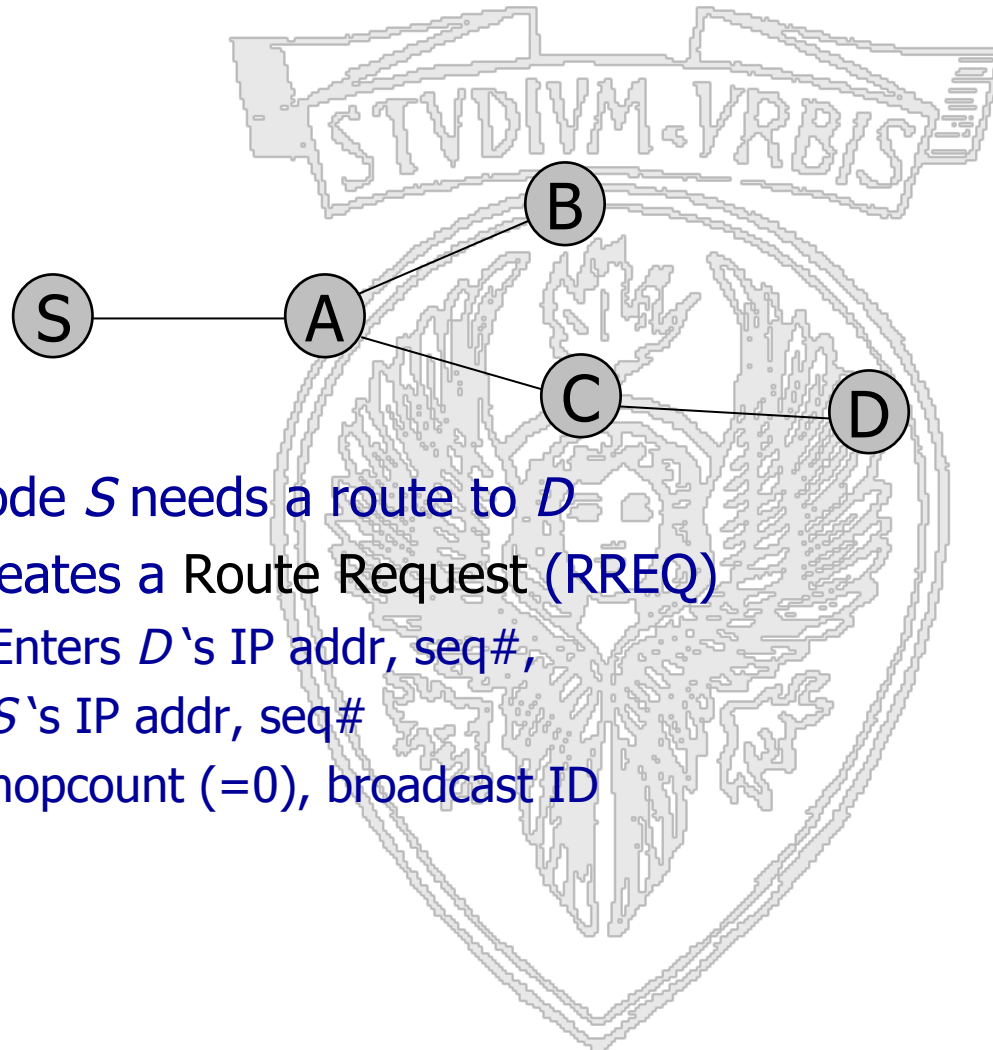 STVDIVM VRBIS
B
S
A
C
D
ode S needs a route to D
eates a Route Request (RREQ)
Enters D‘s IP addr, seq#,
S‘s IP addr, seq#
hopcount (=0), broadcast ID